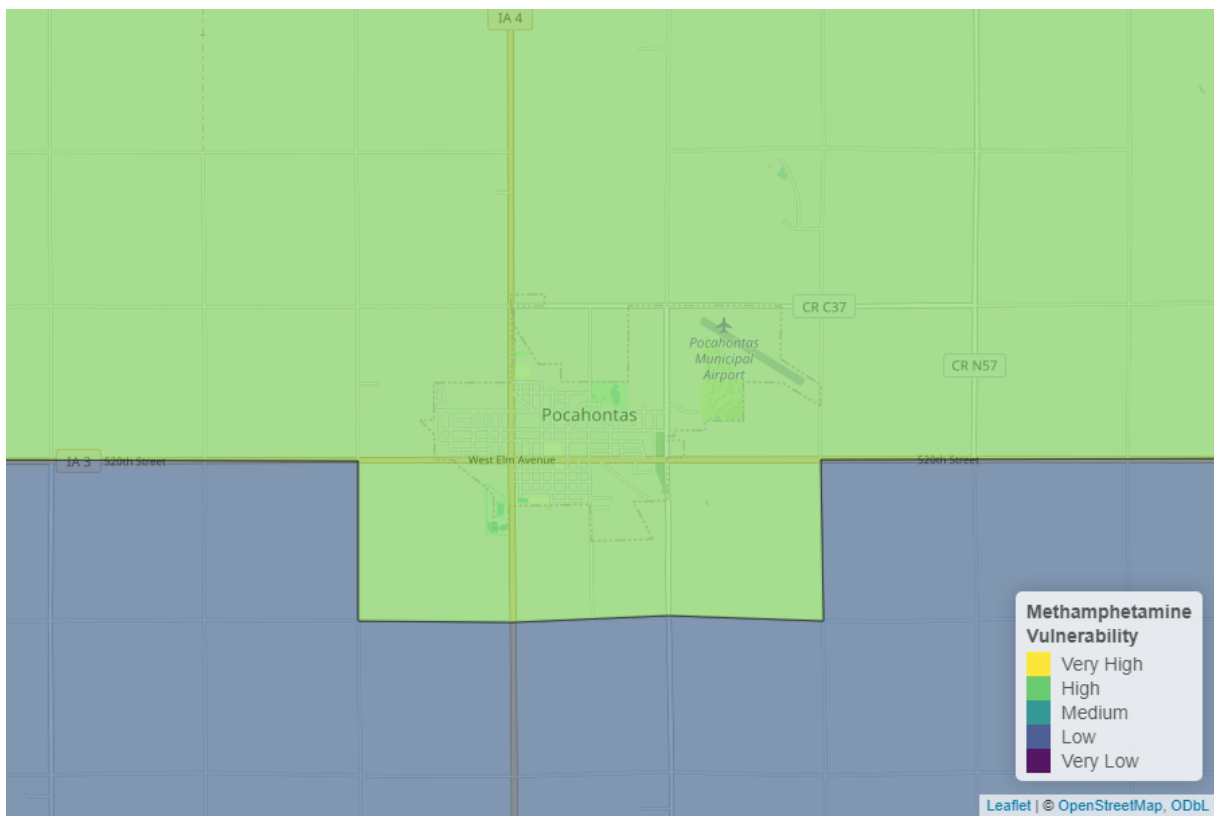 IA 4
CR C37
Pocahontas
Municipal
Airport
CR N57
Pocahontas
IA 3
520th Street
West Elm Avenue
520th Street
Methamphetamine
Vulnerability
Very High
High
Medium
Low
Very Low
Leaflet | © OpenStreetMap, ODbL